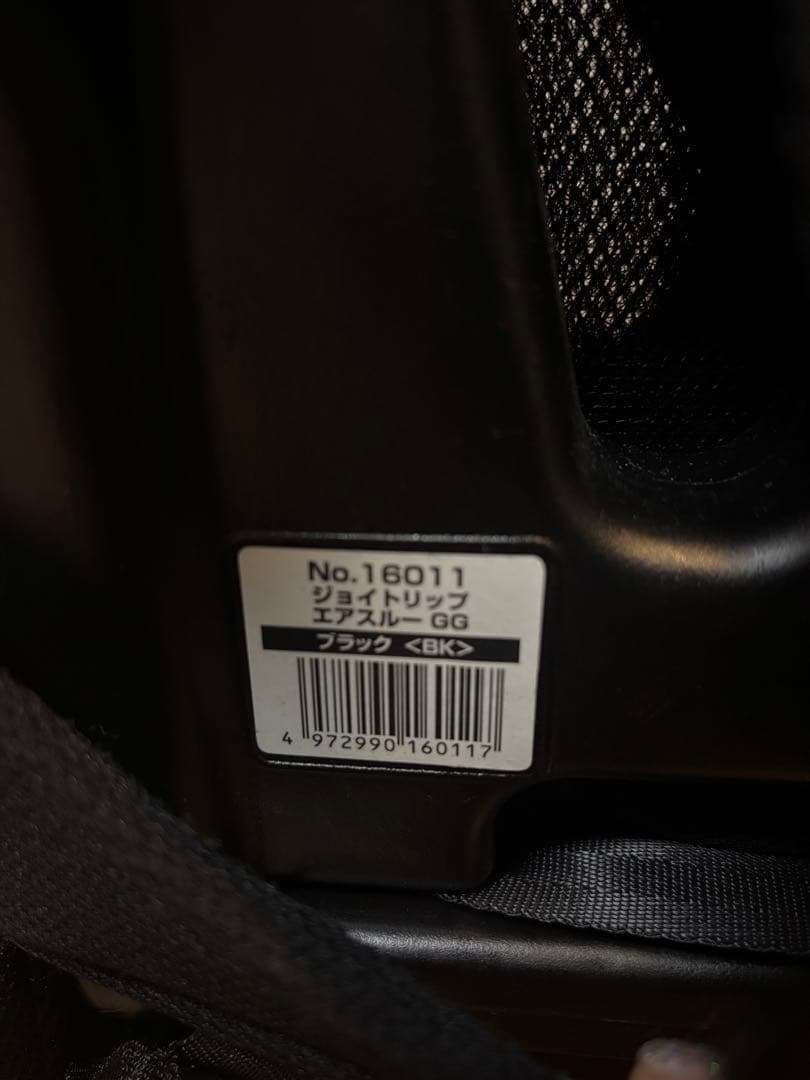 No.16011
ジョイトリップ
エアスルー GG
ブラック <BK>
4 972990 160117